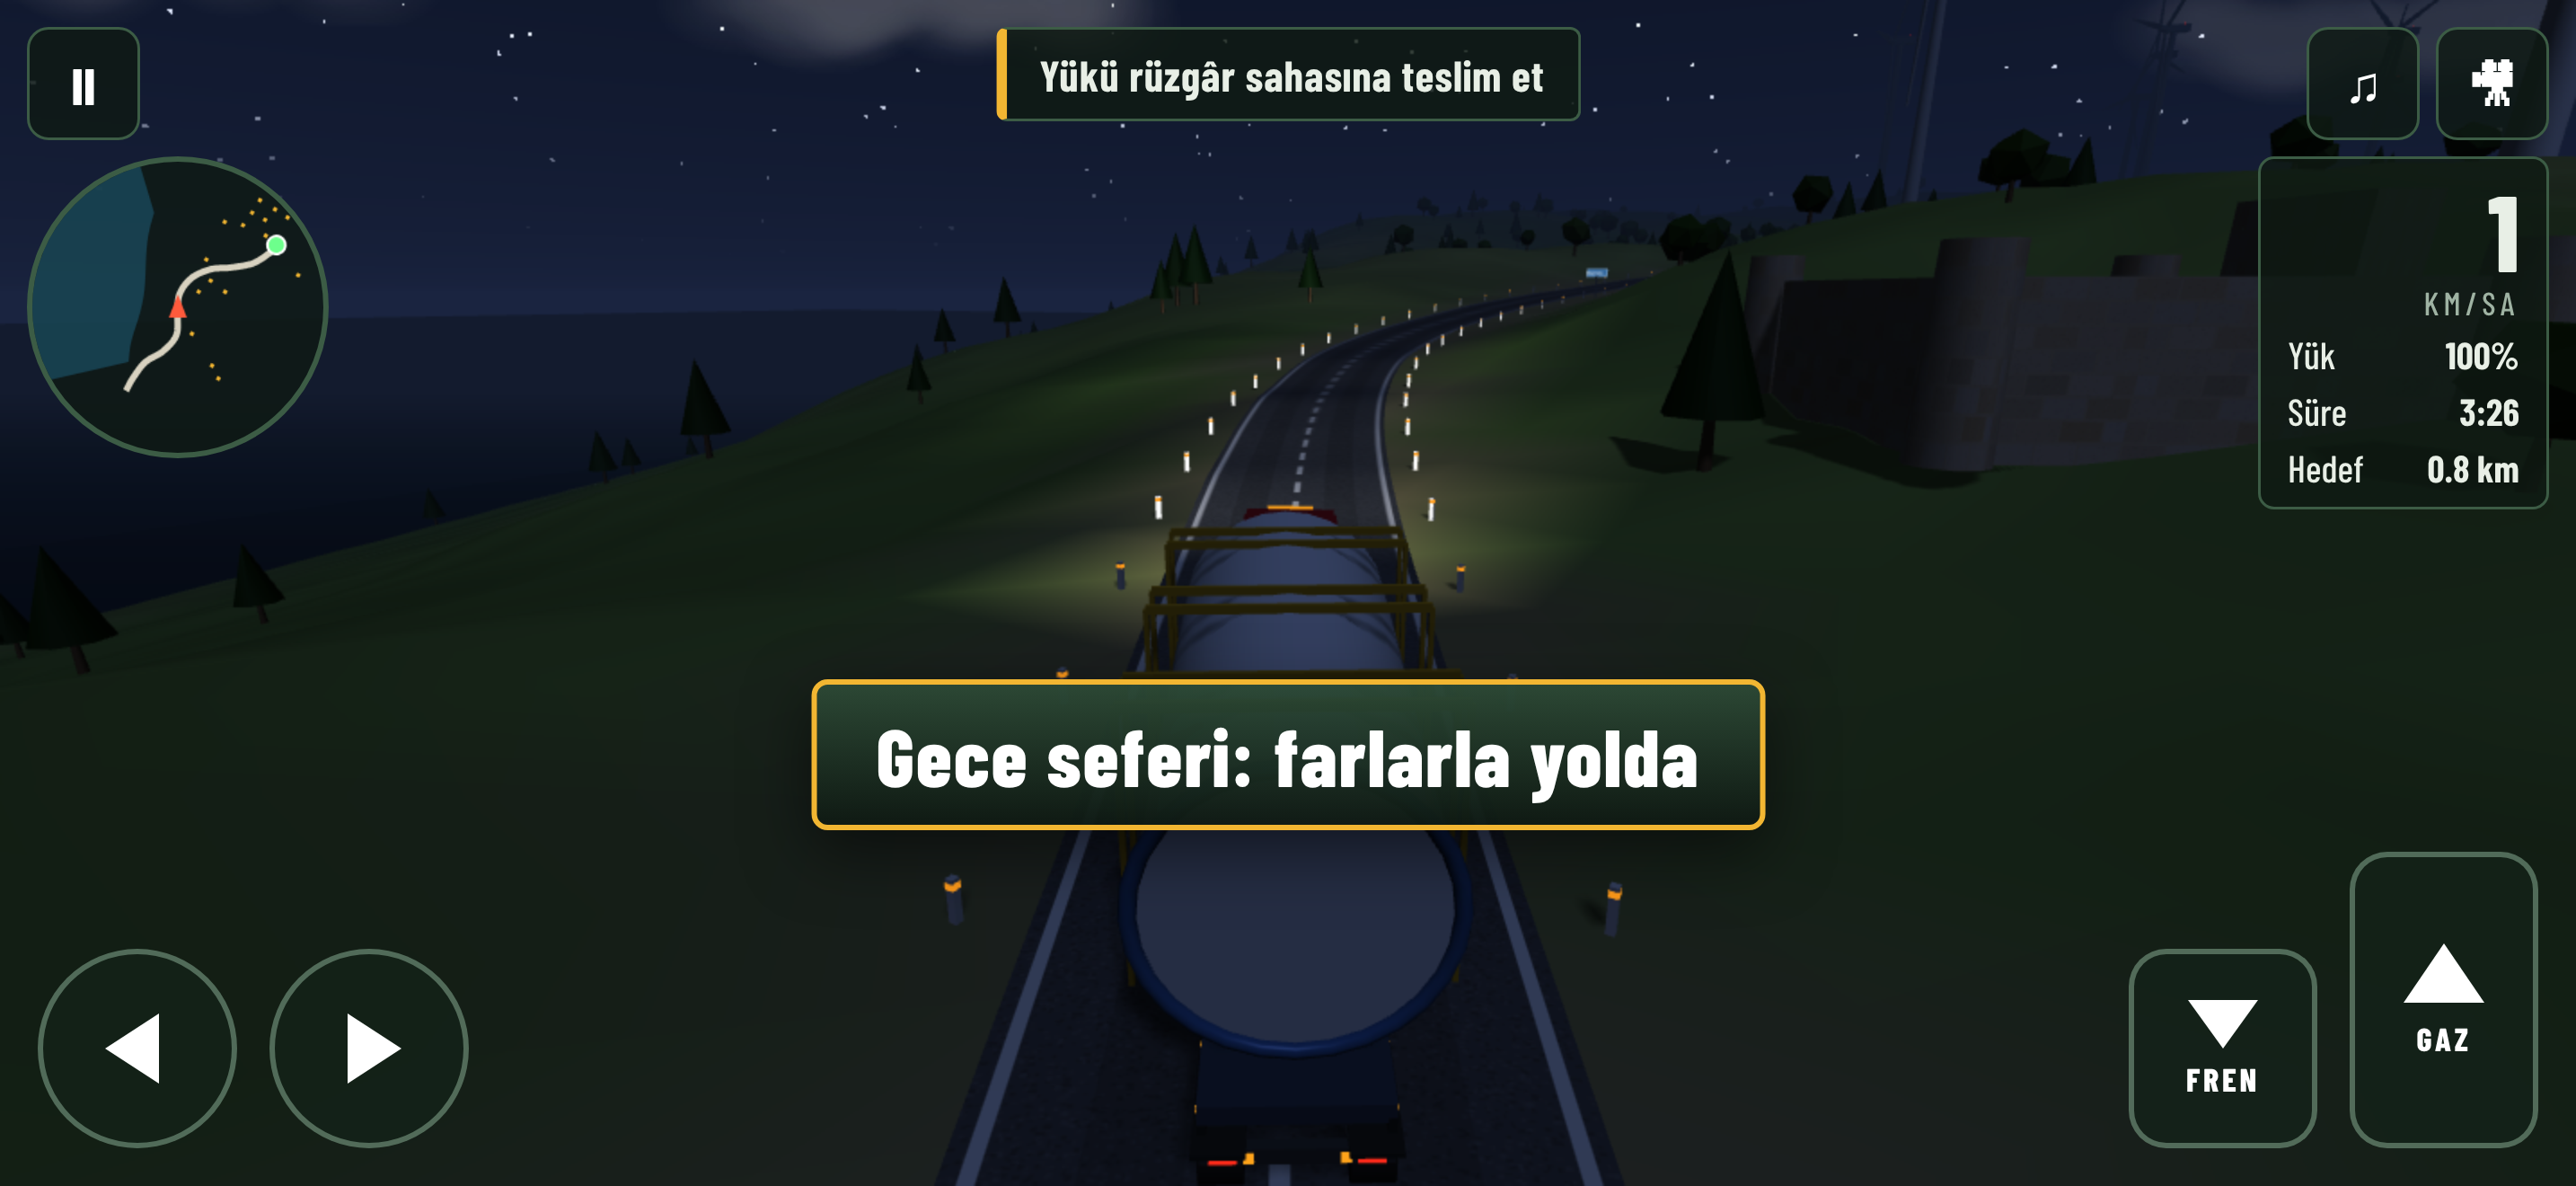 Yükü rüzgâr sahasına teslim et
1
KM/SA
Yük 100%
Süre 3:26
Hedef 0.8 km
Gece seferi: farlarla yolda
FREN
GAZ